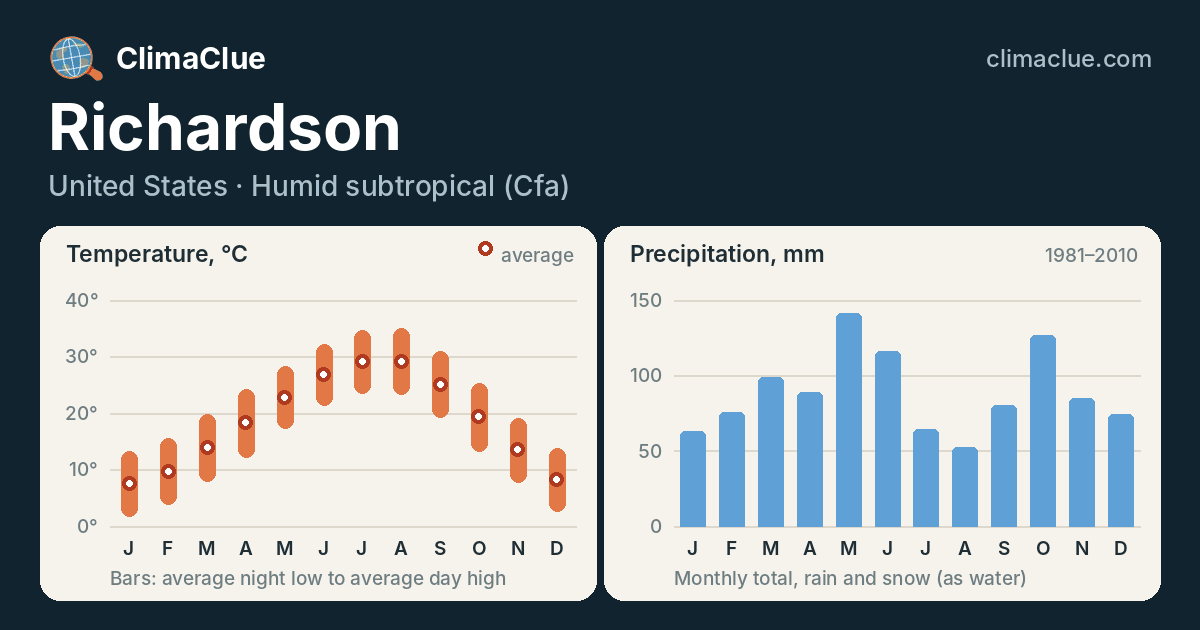 ClimaClue
climaclue.com
Richardson
United States · Humid subtropical (Cfa)
Temperature, °C
average
40°
30°
20°
10°
0°
J F M A M J J A S O N D
Bars: average night low to average day high
Precipitation, mm
1981–2010
150
100
50
0
J F M A M J J A S O N D
Monthly total, rain and snow (as water)